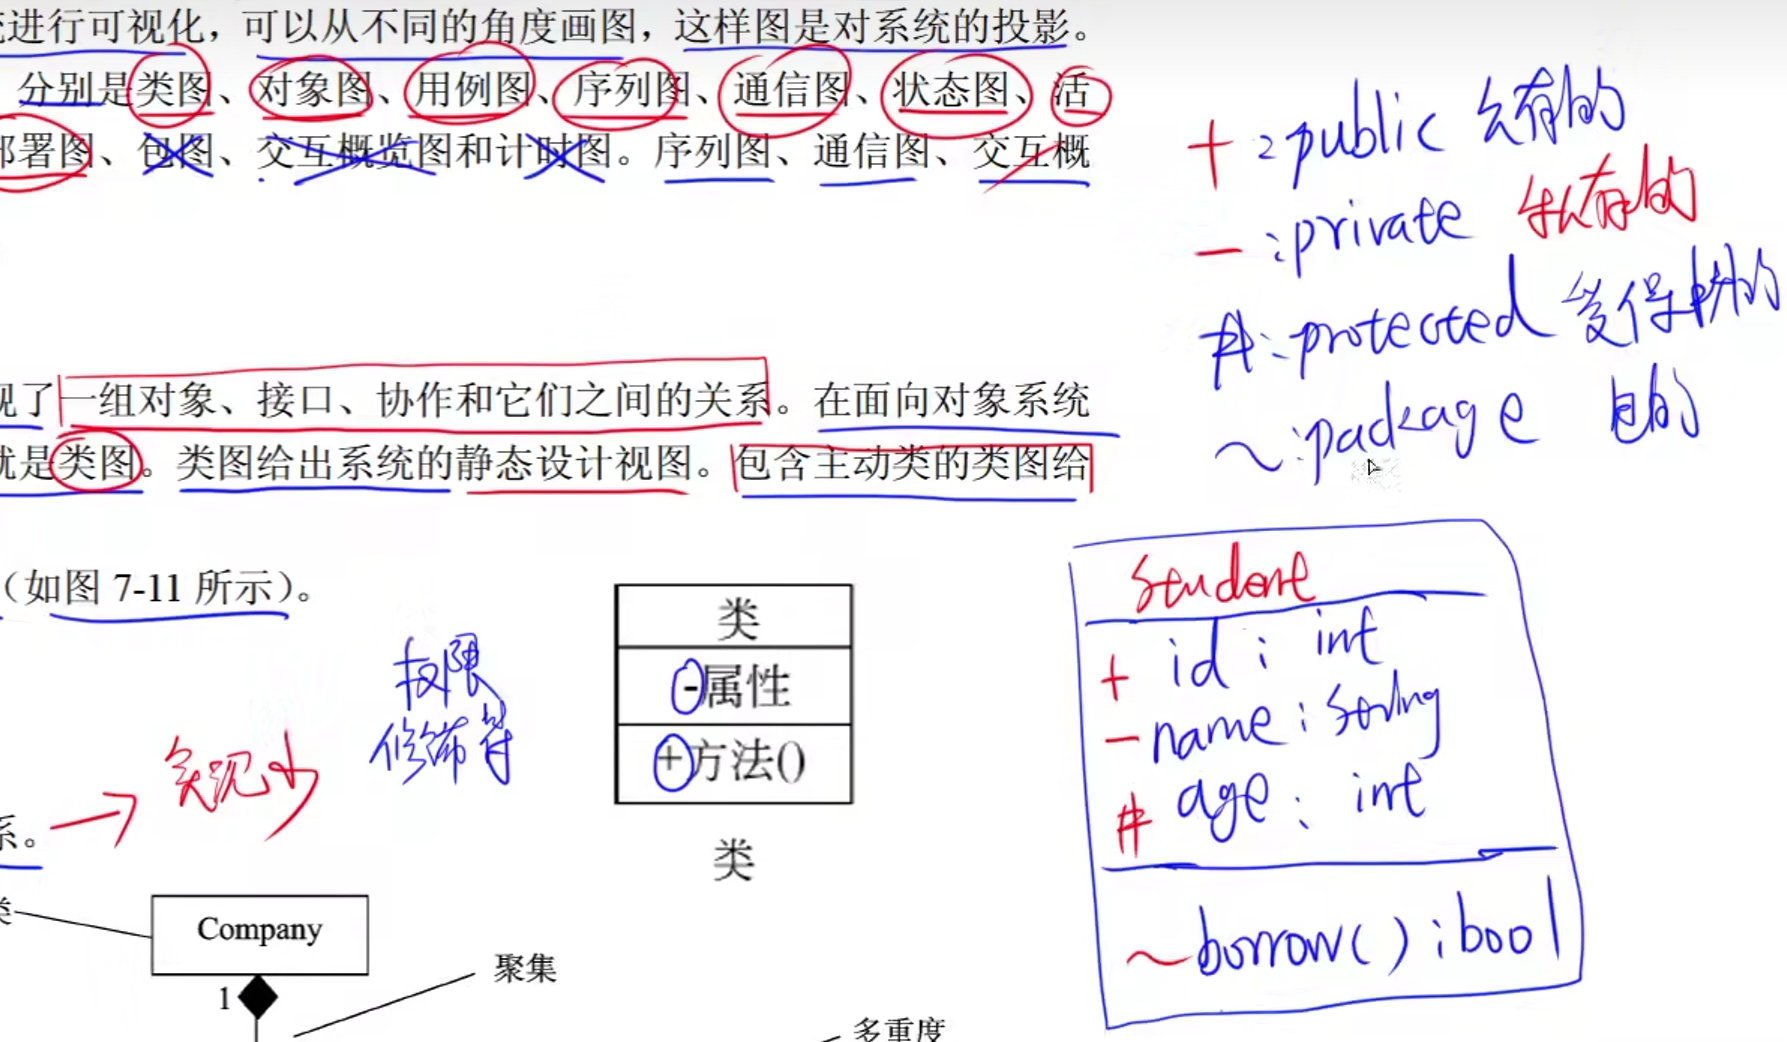 进行可视化，可以从不同的角度画图，这样图是对系统的投影。
分别是类图、对象图、用例图、序列图、通信图、状态图、活
部署图、包图、交互概览图和计时图。序列图、通信图、交互概
+：public 公有的
-：private 私有的
#：protected 受保护的
~：package 包的
现了一组对象、接口、协作和它们之间的关系。在面向对象系统
就是类图。类图给出系统的静态设计视图。包含主动类的类图给
（如图 7-11 所示）。
权限
修饰符
类
-属性
+方法()
类
student
+ id : int
- name : string
# age : int
~ borrow() : bool
系。
类
Company
1
聚集
多重度